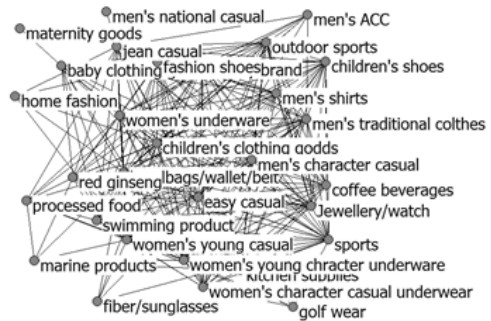 men's national casual
men's ACC
maternity goods
jean casual
outdoor sports
baby clothing
fashion shoes
brand
children's shoes
home fashion
men's shirts
women's underware
men's traditional colthes
children's clothing goods
men's character casual
red ginseng
bags/wallet/belt
coffee beverages
processed food
easy casual
Jewellery/watch
swimming product
women's young casual
sports
marine products
women's young chracter underware
kitchen supplies
women's character casual underwear
fiber/sunglasses
golf wear